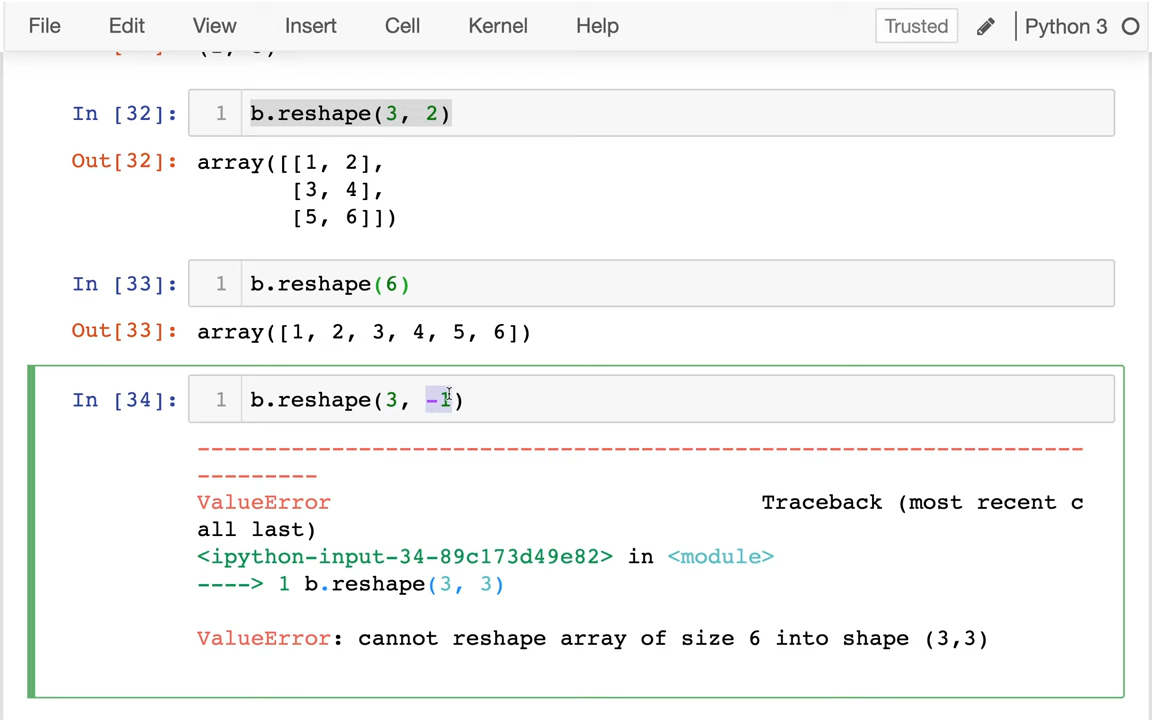 File Edit View Insert Cell Kernel Help Trusted Python 3
In [32]: 1 b.reshape(3, 2)
Out[32]: array([[1, 2],
[3, 4],
[5, 6]])
In [33]: 1 b.reshape(6)
Out[33]: array([1, 2, 3, 4, 5, 6])
In [34]: 1 b.reshape(3, -1)
---------------------------------------------------------------------------
ValueError Traceback (most recent c
all last)
<ipython-input-34-89c173d49e82> in <module>
----> 1 b.reshape(3, 3)
ValueError: cannot reshape array of size 6 into shape (3,3)